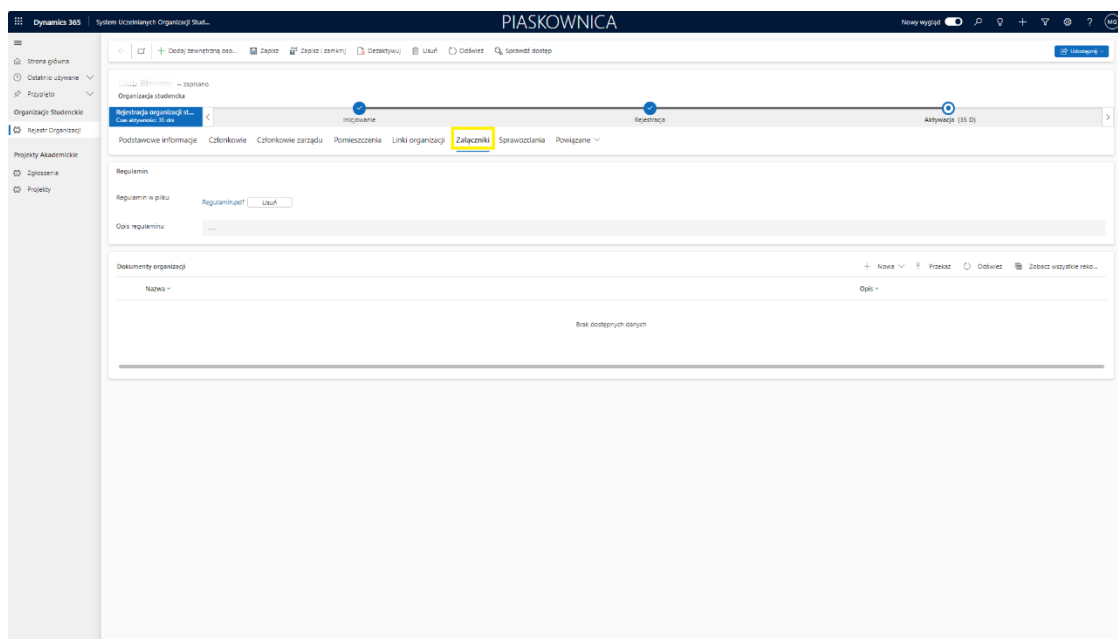 Dynamics 365 System Uczelnianych Organizacji Stud... PIASKOWNICA Nowy wygląd MG
Dodaj zewnętrzną oso... Zapisz Zapisz i zamknij Dezaktywuj Usuń Odśwież Sprawdź dostęp Udostępnij
Strona główna
Ostatnio używane
Przypięto
Organizacje Studenckie
Rejestr Organizacji
Projekty Akademickie
Zgłoszenia
Projekty
– zapisano
Organizacja studencka
Rejestracja organizacji st...
Czas aktywności: 35 dni
Inicjowanie Rejestracja Aktywacja (35 D)
Podstawowe informacje Członkowie Członkowie zarządu Pomieszczenia Linki organizacji Załączniki Sprawozdania Powiązane
Regulamin
Regulamin w pliku Regulamin.pdf Usuń
Opis regulaminu ---
Dokumenty organizacji Nowa Przekaż Odśwież Zobacz wszystkie reko...
Nazwa Opis
Brak dostępnych danych